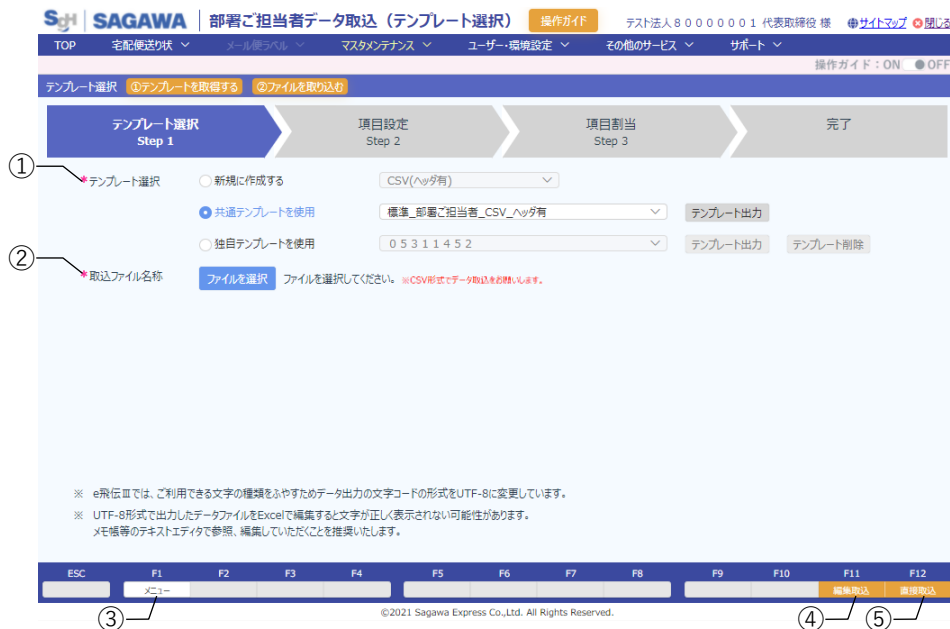 SGH SAGAWA 部署ご担当者データ取込（テンプレート選択） 操作ガイド テスト法人８０００００００１ 代表取締役 様 サイトマップ 閉じる
TOP 宅配便送り状 メール便ラベル マスタメンテナンス ユーザー・環境設定 その他のサービス サポート
操作ガイド：ON OFF
テンプレート選択 ①テンプレートを取得する ②ファイルを取り込む
テンプレート選択 項目設定 項目割当 完了
Step 1 Step 2 Step 3
①
*テンプレート選択 新規に作成する CSV(ヘッダ有)
共通テンプレートを使用 標準_部署ご担当者_CSV_ヘッダ有 テンプレート出力
独自テンプレートを使用 ０５３１１４５２ テンプレート出力 テンプレート削除
②
*取込ファイル名称 ファイルを選択 ファイルを選択してください。 ※CSV形式でデータ取込をお願いします。
※ e飛伝Ⅲでは、ご利用できる文字の種類をふやすためデータ出力の文字コードの形式をUTF-8に変更しています。
※ UTF-8形式で出力したデータファイルをExcelで編集すると文字が正しく表示されない可能性があります。
メモ帳等のテキストエディタで参照、編集していただくことを推奨いたします。
ESC F1 F2 F3 F4 F5 F6 F7 F8 F9 F10 F11 F12
メニュー 編集取込 直接取込
©2021 Sagawa Express Co.,Ltd. All Rights Reserved.
③ ④ ⑤